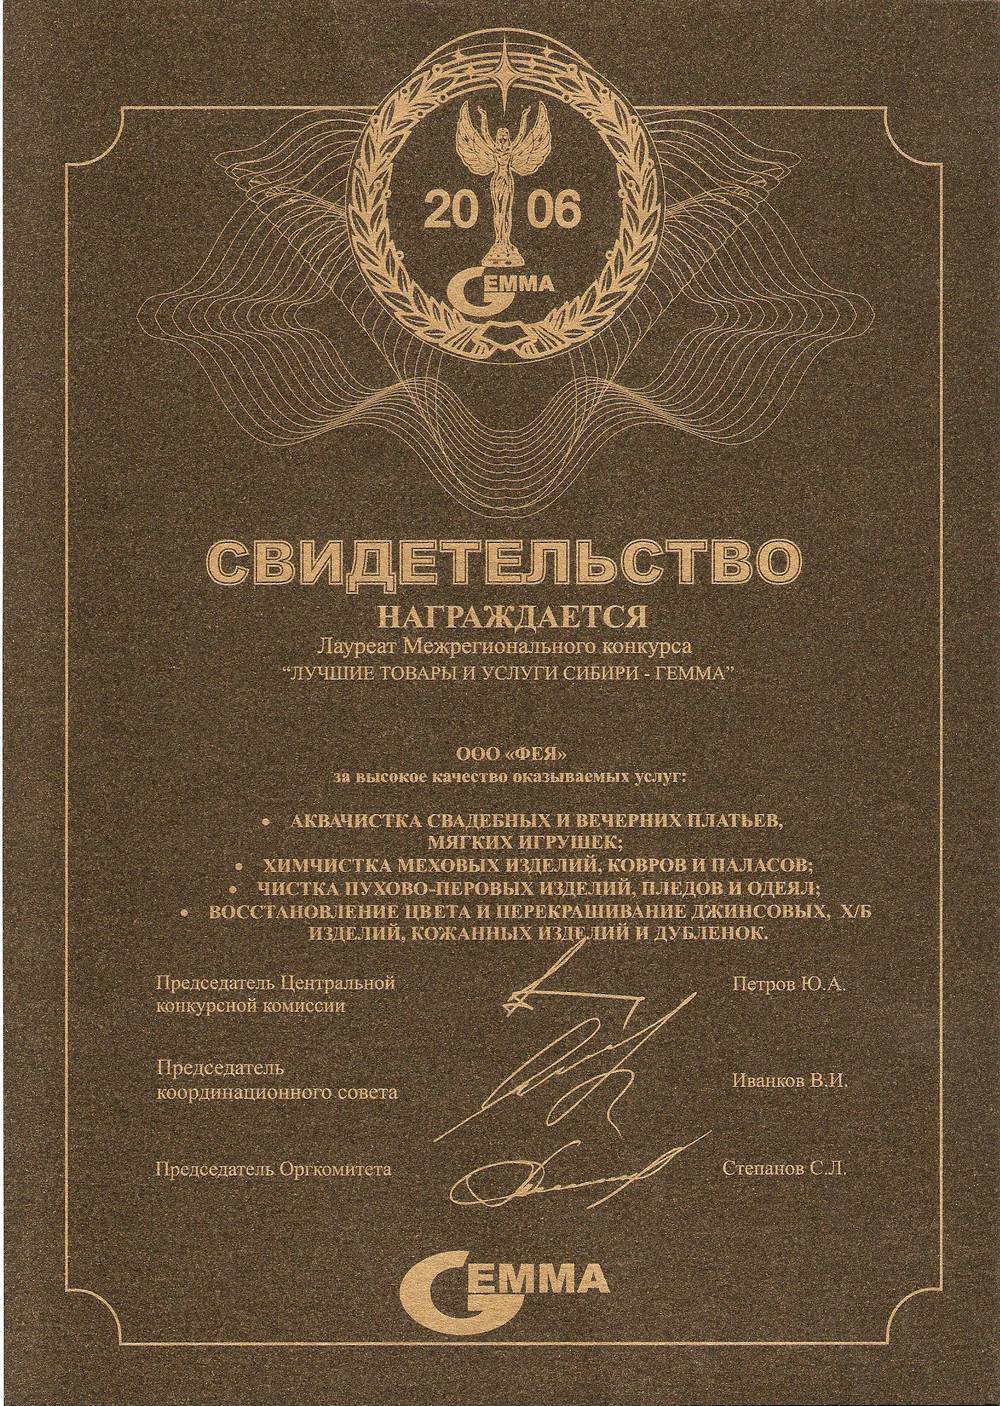 20 06
GEMMA
СВИДЕТЕЛЬСТВО
НАГРАЖДАЕТСЯ
Лауреат Межрегионального конкурса
“ЛУЧШИЕ ТОВАРЫ И УСЛУГИ СИБИРИ - ГЕММА”
ООО «ФЕЯ»
за высокое качество оказываемых услуг:
• АКВАЧИСТКА СВАДЕБНЫХ И ВЕЧЕРНИХ ПЛАТЬЕВ,
МЯГКИХ ИГРУШЕК;
• ХИМЧИСТКА МЕХОВЫХ ИЗДЕЛИЙ, КОВРОВ И ПАЛАСОВ;
• ЧИСТКА ПУХОВО-ПЕРОВЫХ ИЗДЕЛИЙ, ПЛЕДОВ И ОДЕЯЛ;
• ВОССТАНОВЛЕНИЕ ЦВЕТА И ПЕРЕКРАШИВАНИЕ ДЖИНСОВЫХ, Х/Б
ИЗДЕЛИЙ, КОЖАННЫХ ИЗДЕЛИЙ И ДУБЛЕНОК.
Председатель Центральной
конкурсной комиссии
Петров Ю.А.
Председатель
координационного совета
Иванков В.И.
Председатель Оргкомитета
Степанов С.Л.
GEMMA